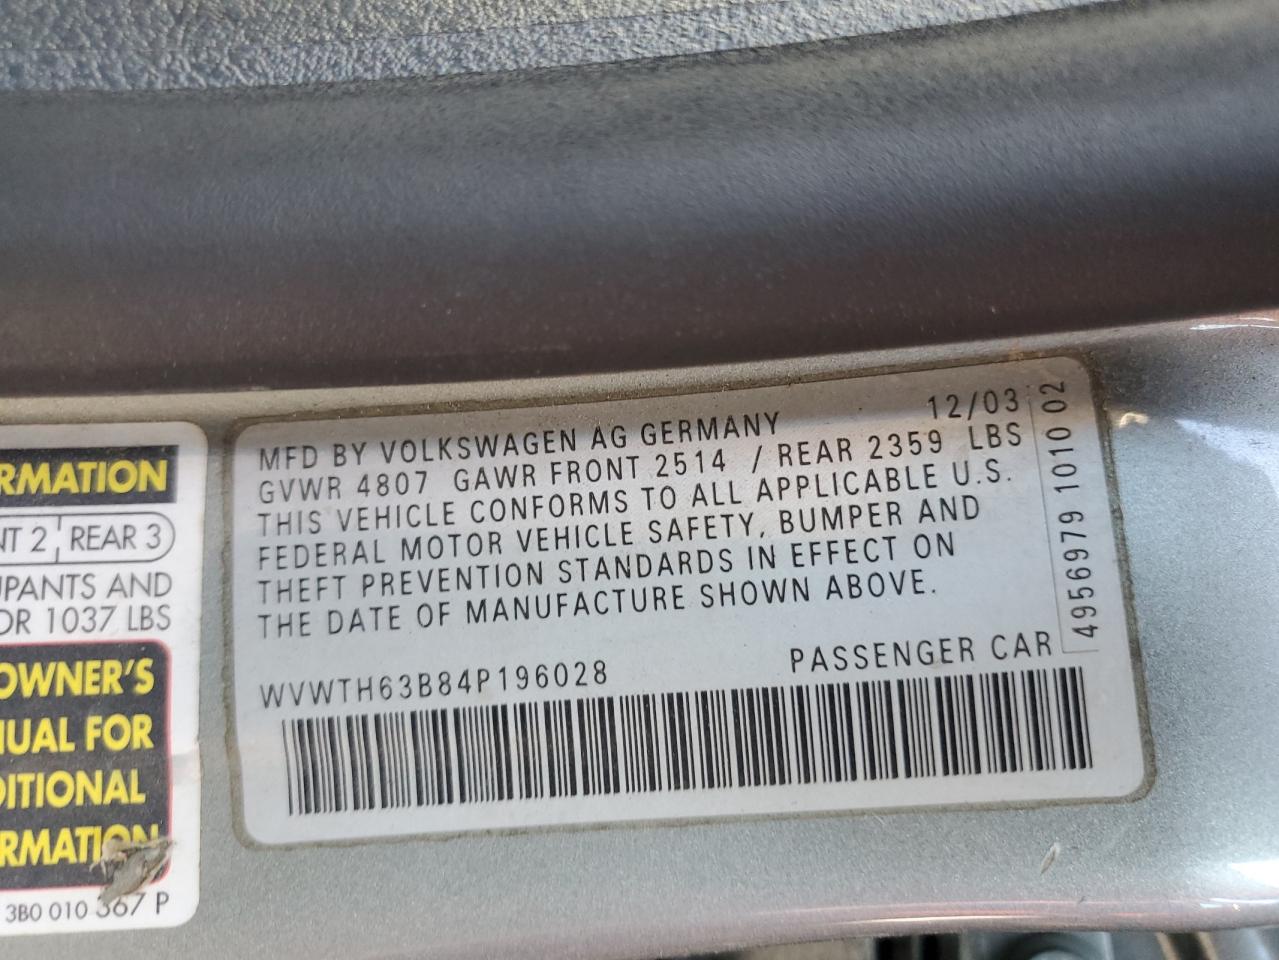 RMATION
NT 2 REAR 3
UPANTS AND
OR 1037 LBS
OWNER'S
NUAL FOR
DITIONAL
RMATION
3B0 010 367 P
MFD BY VOLKSWAGEN AG GERMANY 12/03
GVWR 4807 GAWR FRONT 2514 / REAR 2359 LBS
THIS VEHICLE CONFORMS TO ALL APPLICABLE U.S.
FEDERAL MOTOR VEHICLE SAFETY, BUMPER AND
THEFT PREVENTION STANDARDS IN EFFECT ON
THE DATE OF MANUFACTURE SHOWN ABOVE.
WVWTH63B84P196028 PASSENGER CAR
4956979 1010 02